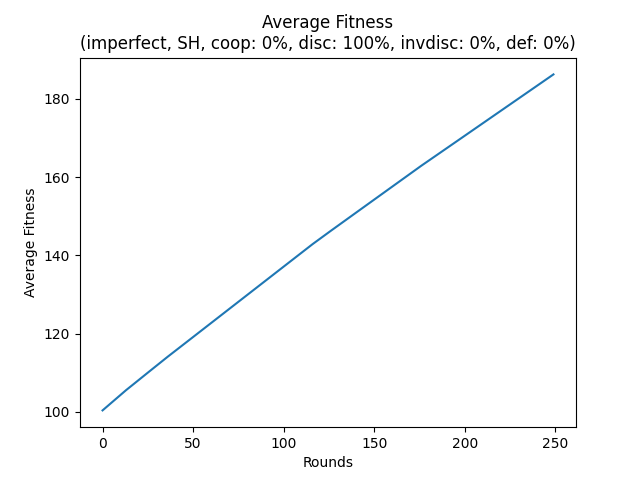 Average Fitness
(imperfect, SH, coop: 0%, disc: 100%, invdisc: 0%, def: 0%)
Average Fitness
180
160
140
120
100
0 50 100 150 200 250
Rounds